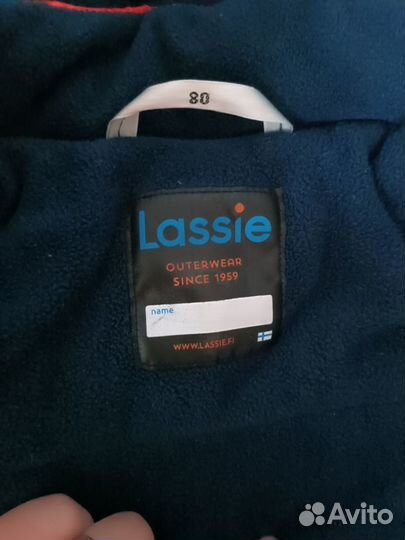 80
Lassie
OUTERWEAR
SINCE 1959
name
WWW.LASSIE.FI
Avito